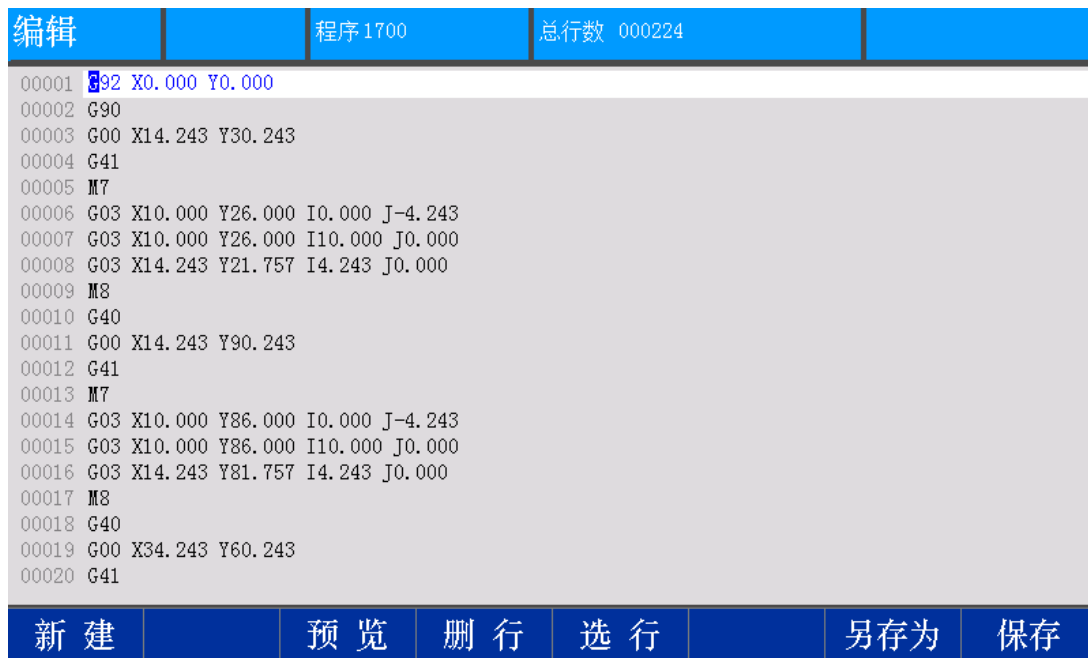 编辑 程序1700 总行数 000224
00001 G92 X0.000 Y0.000
00002 G90
00003 G00 X14.243 Y30.243
00004 G41
00005 M7
00006 G03 X10.000 Y26.000 I0.000 J-4.243
00007 G03 X10.000 Y26.000 I10.000 J0.000
00008 G03 X14.243 Y21.757 I4.243 J0.000
00009 M8
00010 G40
00011 G00 X14.243 Y90.243
00012 G41
00013 M7
00014 G03 X10.000 Y86.000 I0.000 J-4.243
00015 G03 X10.000 Y86.000 I10.000 J0.000
00016 G03 X14.243 Y81.757 I4.243 J0.000
00017 M8
00018 G40
00019 G00 X34.243 Y60.243
00020 G41
新建 预览 删行 选行 另存为 保存